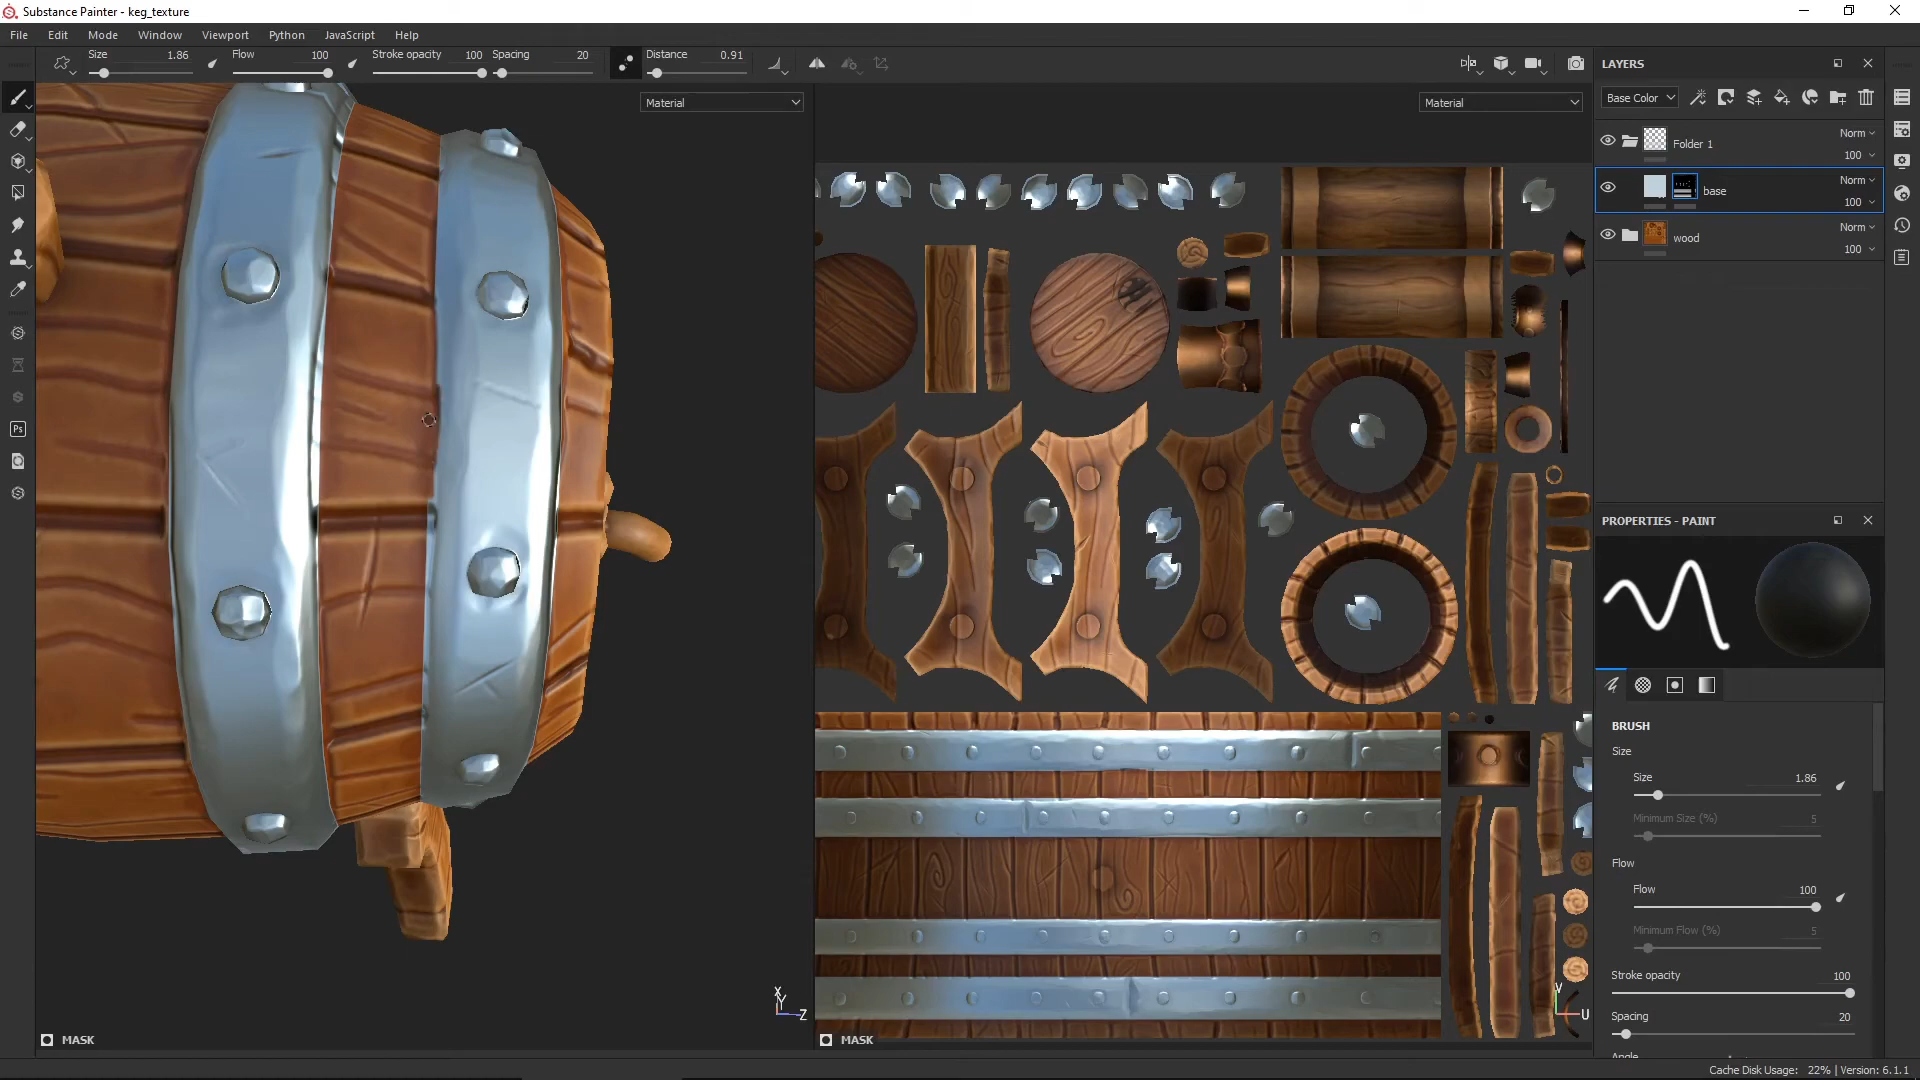 Substance Painter - keg_texture
File Edit Mode Window Viewport Python JavaScript Help
Size 1.86 Flow 100 Stroke opacity 100 Spacing 20 Distance 0.91
Material
Material
LAYERS
Base Color
Norm
Folder 1
100
Norm
base
100
Norm
wood
100
Ps
PROPERTIES - PAINT
BRUSH
Size
Size 1.86
Minimum Size (%) 5
Flow
Flow 100
Minimum Flow (%) 5
Stroke opacity 100
Spacing 20
Angle
X
Y
Z
V
U
MASK
MASK
Cache Disk Usage: 22% | Version: 6.1.1